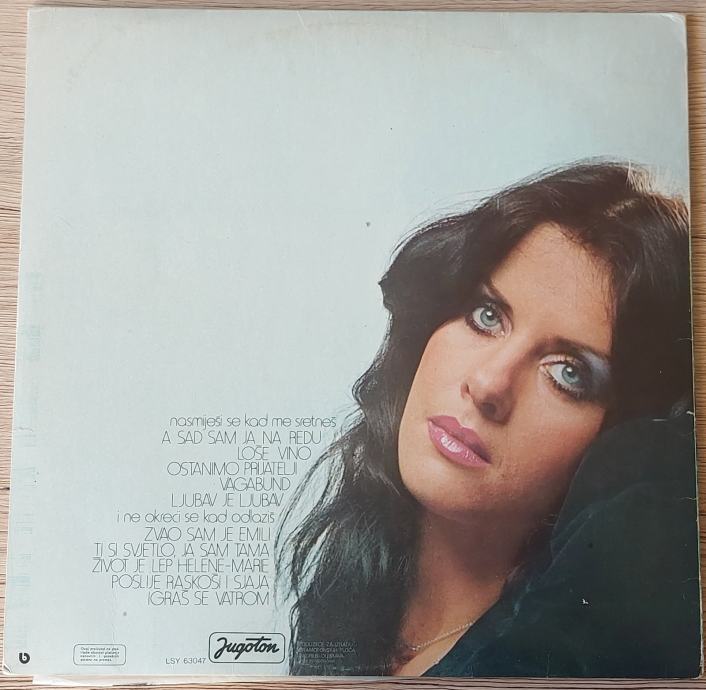 nasmiješi se kad me sretneš
A SAD SAM JA NA REDU
LOŠE VINO
OSTANIMO PRIJATELJI
VAGABUND
LJUBAV JE LJUBAV
i ne okreći se kad odlaziš
ZVAO SAM JE EMILI
TI SI SVJETLO, JA SAM TAMA
ŽIVOT JE LEP HELENE-MARIE
POSLIJE RASKOŠI I SJAJA
IGRAŠ SE VATROM
LSY 63047
Jugoton